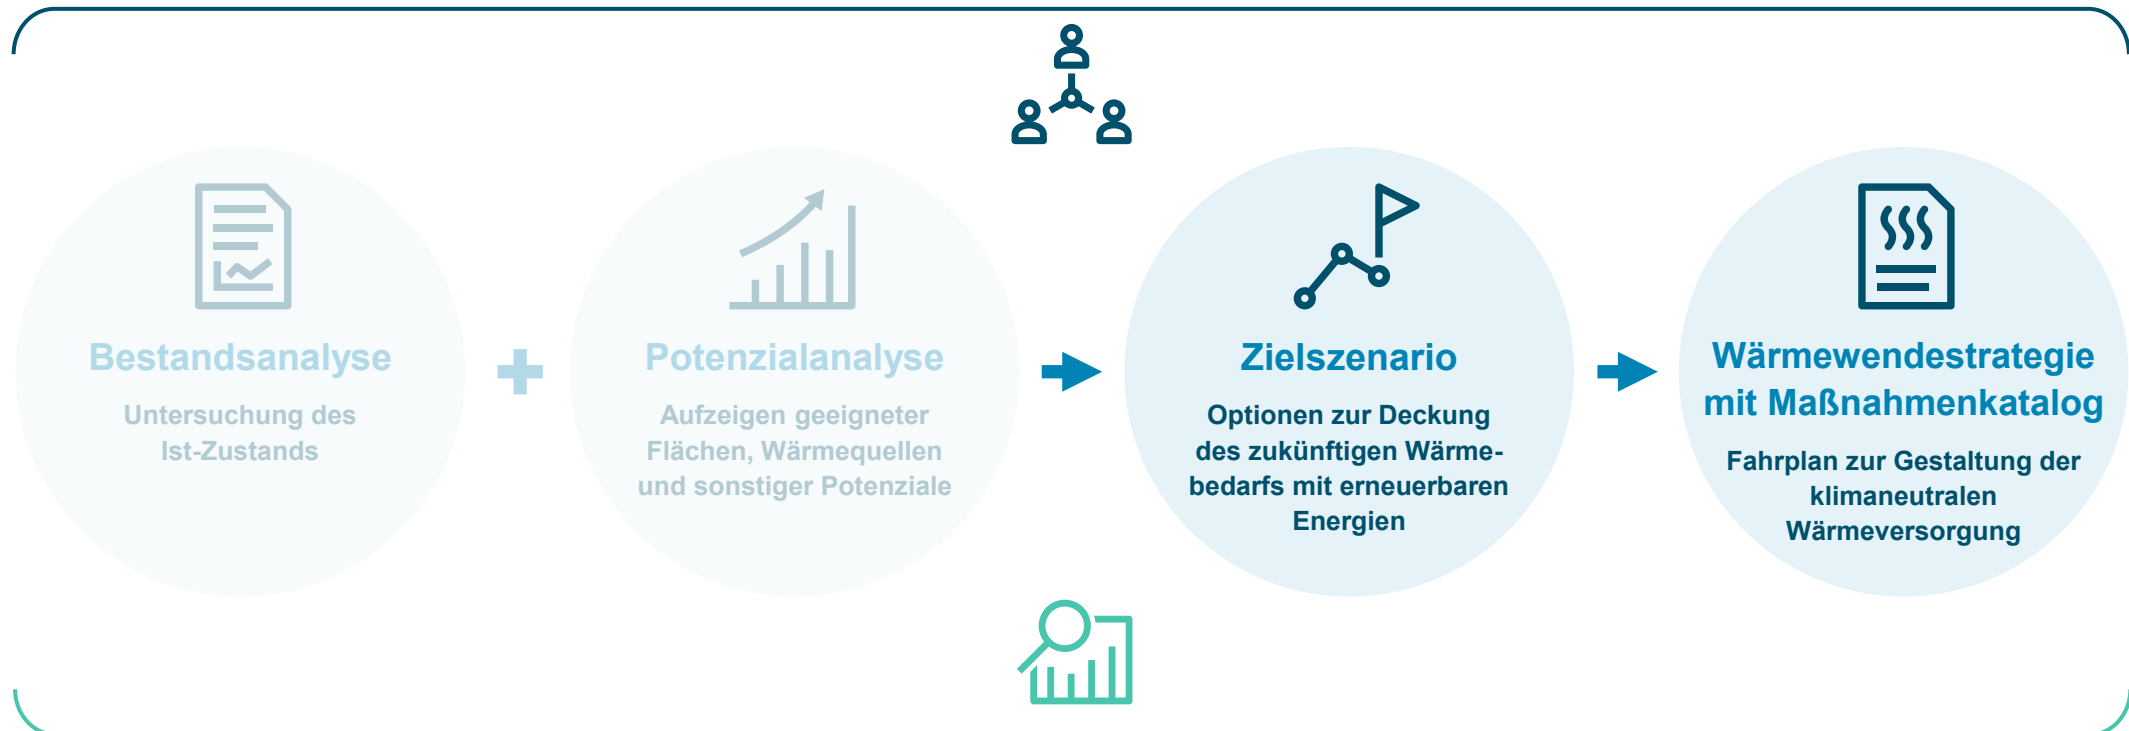 Bestandsanalyse
Untersuchung des
Ist-Zustands
Potenzialanalyse
Aufzeigen geeigneter
Flächen, Wärmequellen
und sonstiger Potenziale
Zielszenario
Optionen zur Deckung
des zukünftigen Wärme-
bedarfs mit erneuerbaren
Energien
Wärmewendestrategie
mit Maßnahmenkatalog
Fahrplan zur Gestaltung der
klimaneutralen
Wärmeversorgung